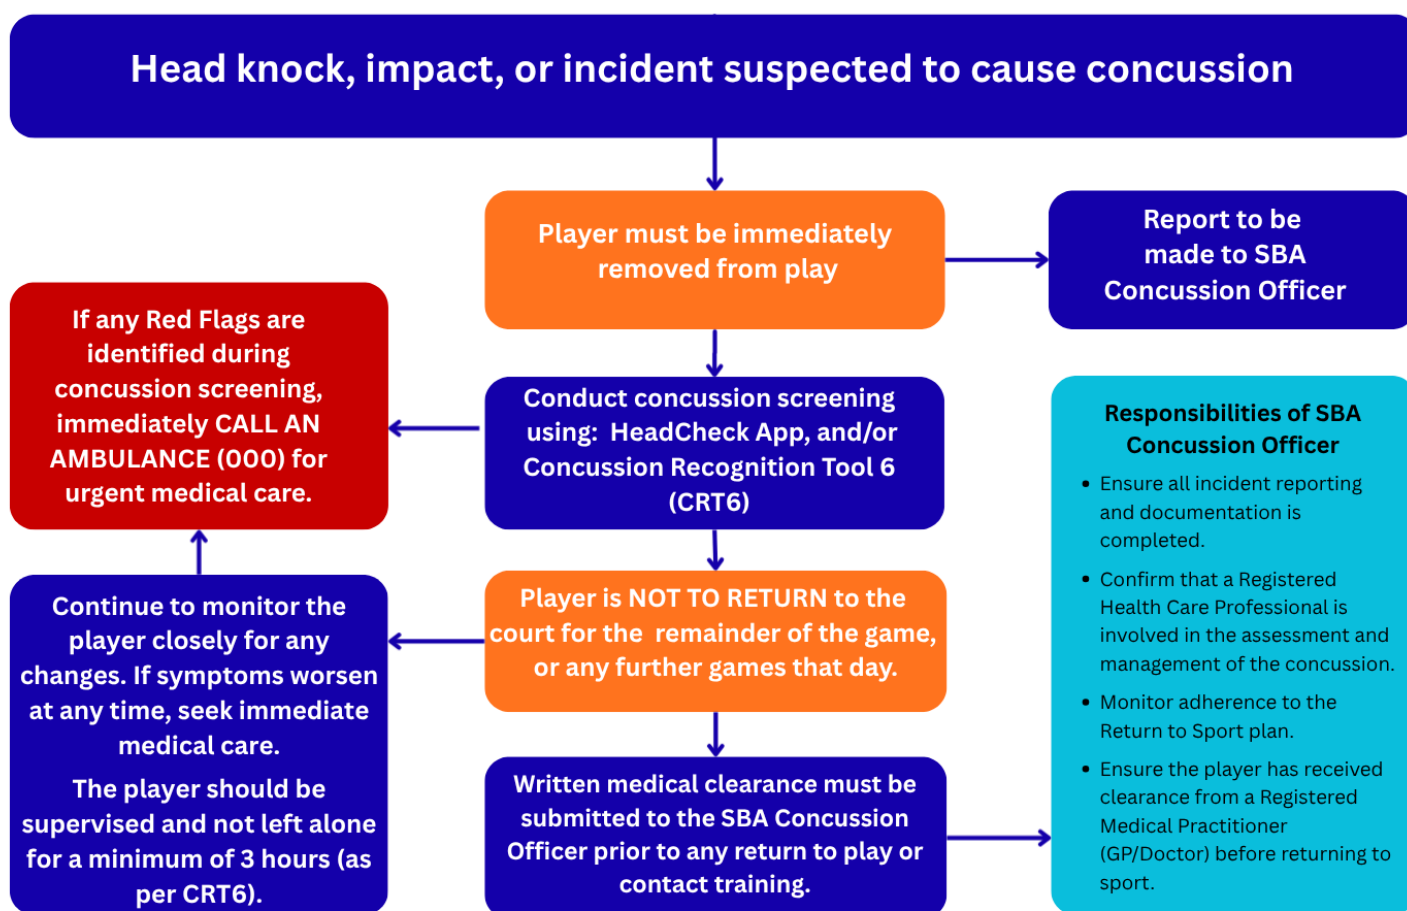 Head knock, impact, or incident suspected to cause concussion
Player must be immediately
removed from play
Report to be
made to SBA
Concussion Officer
If any Red Flags are
identified during
concussion screening,
immediately CALL AN
AMBULANCE (000) for
urgent medical care.
Conduct concussion screening
using: HeadCheck App, and/or
Concussion Recognition Tool 6
(CRT6)
Player is NOT TO RETURN to the
court for the remainder of the game,
or any further games that day.
Continue to monitor the
player closely for any
changes. If symptoms worsen
at any time, seek immediate
medical care.
The player should be
supervised and not left alone
for a minimum of 3 hours (as
per CRT6).
Written medical clearance must be
submitted to the SBA Concussion
Officer prior to any return to play or
contact training.
Responsibilities of SBA
Concussion Officer
• Ensure all incident reporting
and documentation is
completed.
• Confirm that a Registered
Health Care Professional is
involved in the assessment and
management of the concussion.
• Monitor adherence to the
Return to Sport plan.
• Ensure the player has received
clearance from a Registered
Medical Practitioner
(GP/Doctor) before returning to
sport.